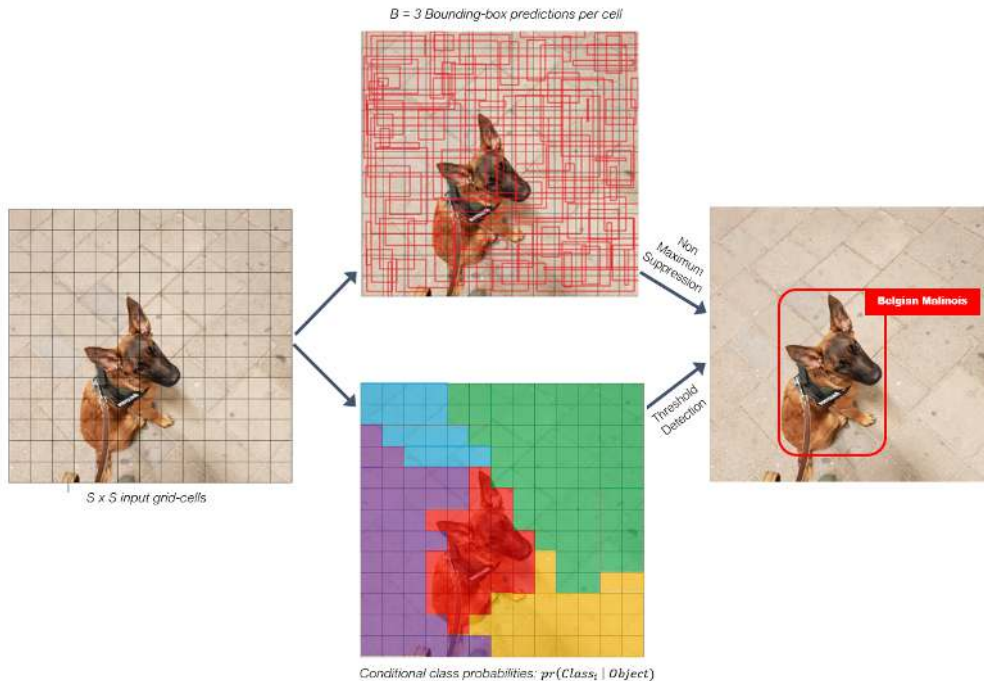 B = 3 Bounding-box predictions per cell
Non
Maximum
Suppression
Belgian Malinois
S x S input grid-cells
Threshold
Detection
Conditional class probabilities: pr(Classᵢ | Object)